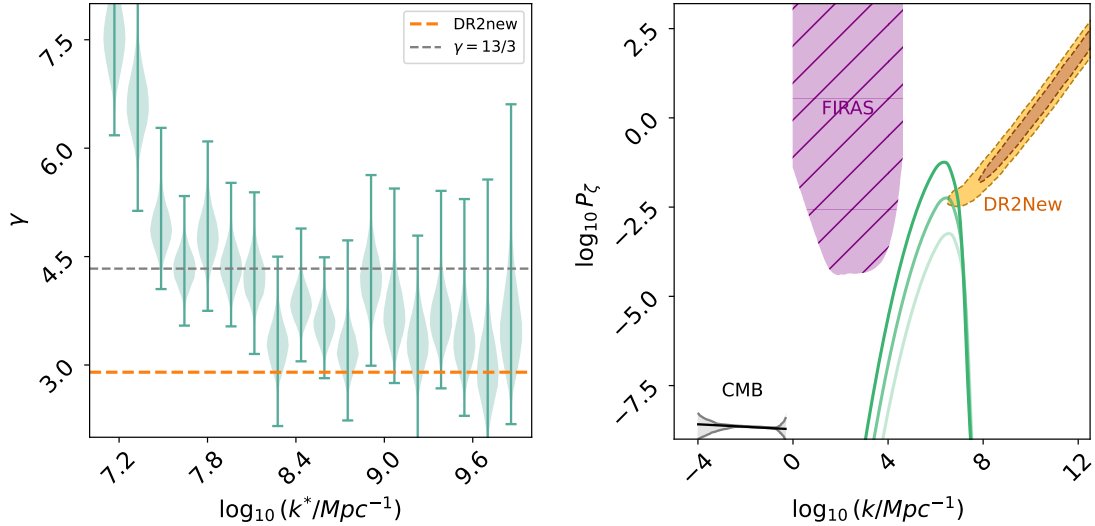 7.5
6.0
4.5
3.0
γ
7.2
7.8
8.4
9.0
9.6
log₁₀ (k*/Mpc⁻¹)
DR2new
γ = 13/3
2.5
0.0
−2.5
−5.0
−7.5
log₁₀ Pζ
FIRAS
DR2New
CMB
−4
0
4
8
12
log₁₀ (k/Mpc⁻¹)